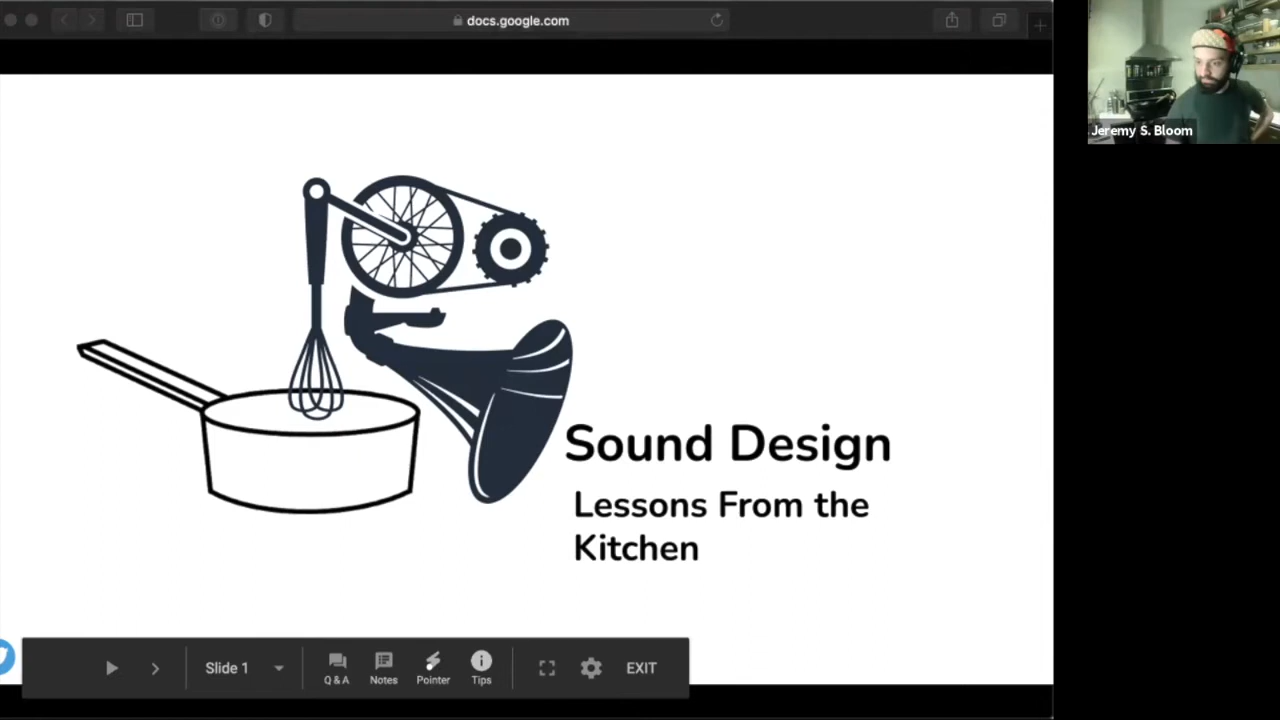 docs.google.com
Jeremy S. Bloom
Sound Design
Lessons From the
Kitchen
Slide 1
Q & A
Notes
Pointer
Tips
EXIT